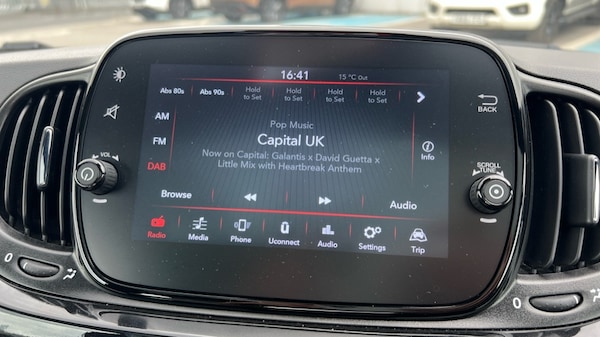 16:41 15 °C Out
Abs 80s Abs 90s Hold to Set Hold to Set Hold to Set Hold to Set
AM
FM
DAB
Pop Music
Capital UK
Now on Capital: Galantis x David Guetta x
Little Mix with Heartbreak Anthem
Info
Browse Audio
Radio Media Phone Uconnect Audio Settings Trip
VOL
BACK
SCROLL
TUNE
0
0